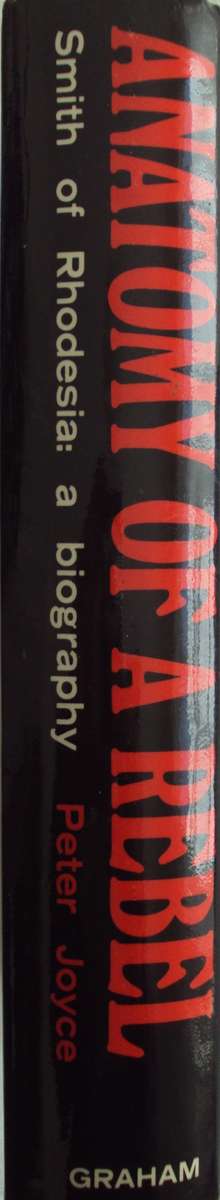 ANATOMY OF A REBEL
Smith of Rhodesia: a biography Peter Joyce
GRAHAM